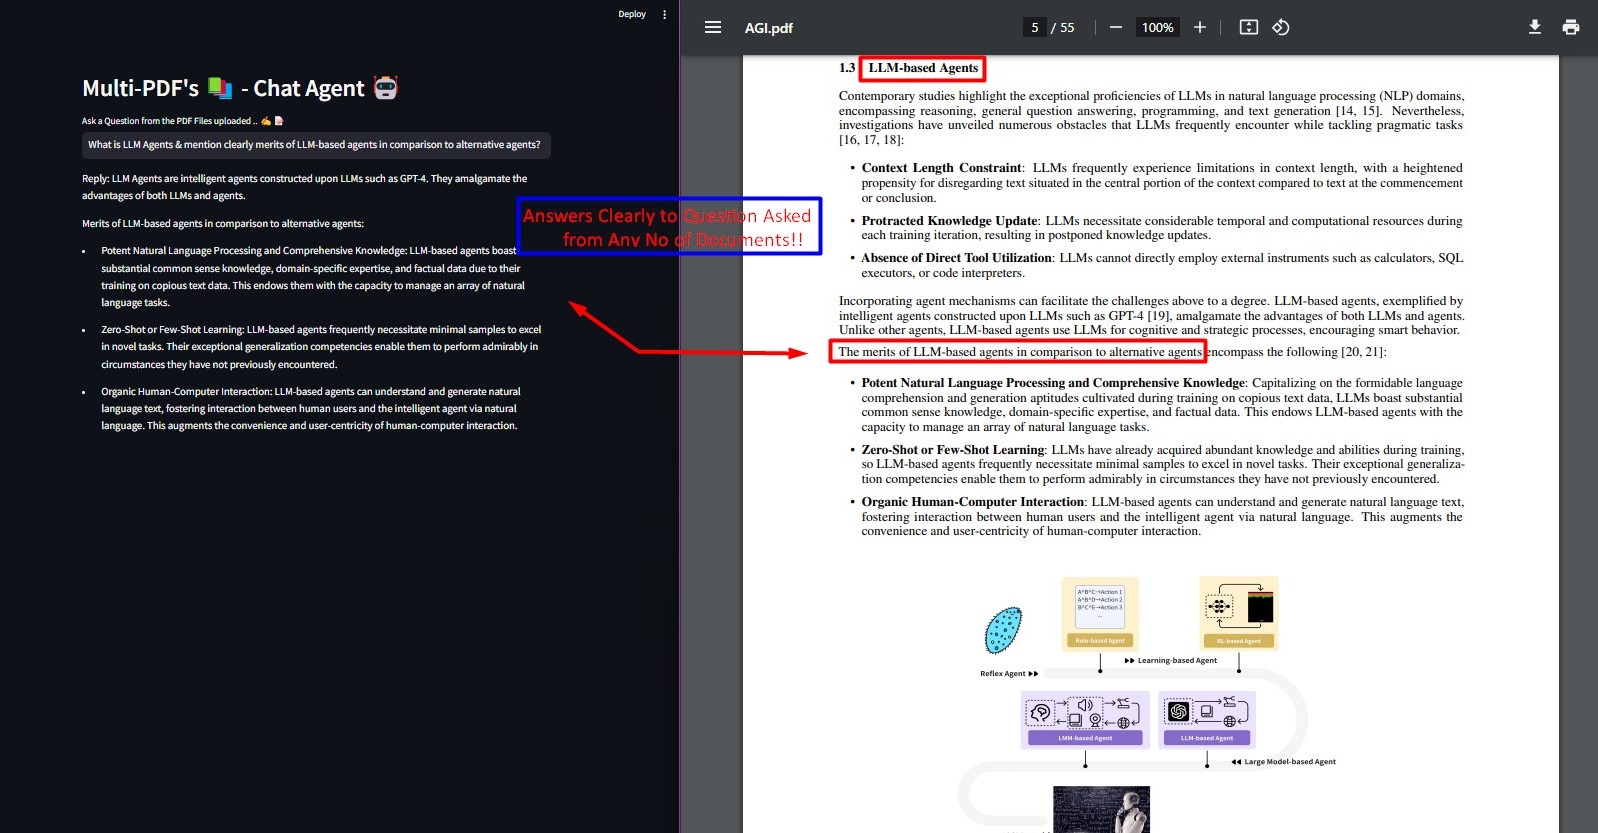 Deploy
Multi-PDF's 📚 - Chat Agent 🤖
Ask a Question from the PDF Files uploaded .. ✍️ 📝
What is LLM Agents & mention clearly merits of LLM-based agents in comparison to alternative agents?
Reply: LLM Agents are intelligent agents constructed upon LLMs such as GPT-4. They amalgamate the
advantages of both LLMs and agents.
Merits of LLM-based agents in comparison to alternative agents:
• Potent Natural Language Processing and Comprehensive Knowledge: LLM-based agents boast
substantial common sense knowledge, domain-specific expertise, and factual data due to their
training on copious text data. This endows them with the capacity to manage an array of natural
language tasks.
• Zero-Shot or Few-Shot Learning: LLM-based agents frequently necessitate minimal samples to excel
in novel tasks. Their exceptional generalization competencies enable them to perform admirably in
circumstances they have not previously encountered.
• Organic Human-Computer Interaction: LLM-based agents can understand and generate natural
language text, fostering interaction between human users and the intelligent agent via natural
language. This augments the convenience and user-centricity of human-computer interaction.
Answers Clearly to Question Asked
from Any No of Documents!!
AGI.pdf
5 / 55
100%
1.3 LLM-based Agents
Contemporary studies highlight the exceptional proficiencies of LLMs in natural language processing (NLP) domains,
encompassing reasoning, general question answering, programming, and text generation [14, 15]. Nevertheless,
investigations have unveiled numerous obstacles that LLMs frequently encounter while tackling pragmatic tasks
[16, 17, 18]:
• Context Length Constraint: LLMs frequently experience limitations in context length, with a heightened
propensity for disregarding text situated in the central portion of the context compared to text at the commencement
or conclusion.
• Protracted Knowledge Update: LLMs necessitate considerable temporal and computational resources during
each training iteration, resulting in postponed knowledge updates.
• Absence of Direct Tool Utilization: LLMs cannot directly employ external instruments such as calculators, SQL
executors, or code interpreters.
Incorporating agent mechanisms can facilitate the challenges above to a degree. LLM-based agents, exemplified by
intelligent agents constructed upon LLMs such as GPT-4 [19], amalgamate the advantages of both LLMs and agents.
Unlike other agents, LLM-based agents use LLMs for cognitive and strategic processes, encouraging smart behavior.
The merits of LLM-based agents in comparison to alternative agents encompass the following [20, 21]:
• Potent Natural Language Processing and Comprehensive Knowledge: Capitalizing on the formidable language
comprehension and generation aptitudes cultivated during training on copious text data, LLMs boast substantial
common sense knowledge, domain-specific expertise, and factual data. This endows LLM-based agents with the
capacity to manage an array of natural language tasks.
• Zero-Shot or Few-Shot Learning: LLMs have already acquired abundant knowledge and abilities during training,
so LLM-based agents frequently necessitate minimal samples to excel in novel tasks. Their exceptional generaliza-
tion competencies enable them to perform admirably in circumstances they have not previously encountered.
• Organic Human-Computer Interaction: LLM-based agents can understand and generate natural language text,
fostering interaction between human users and the intelligent agent via natural language. This augments the
convenience and user-centricity of human-computer interaction.
A^B^C→Action 1
A^B^D→Action 2
B^C^E→Action 3
...
Rule-based Agent
RL-based Agent
Learning-based Agent
Reflex Agent
LMM-based Agent
LLM-based Agent
Large Model-based Agent